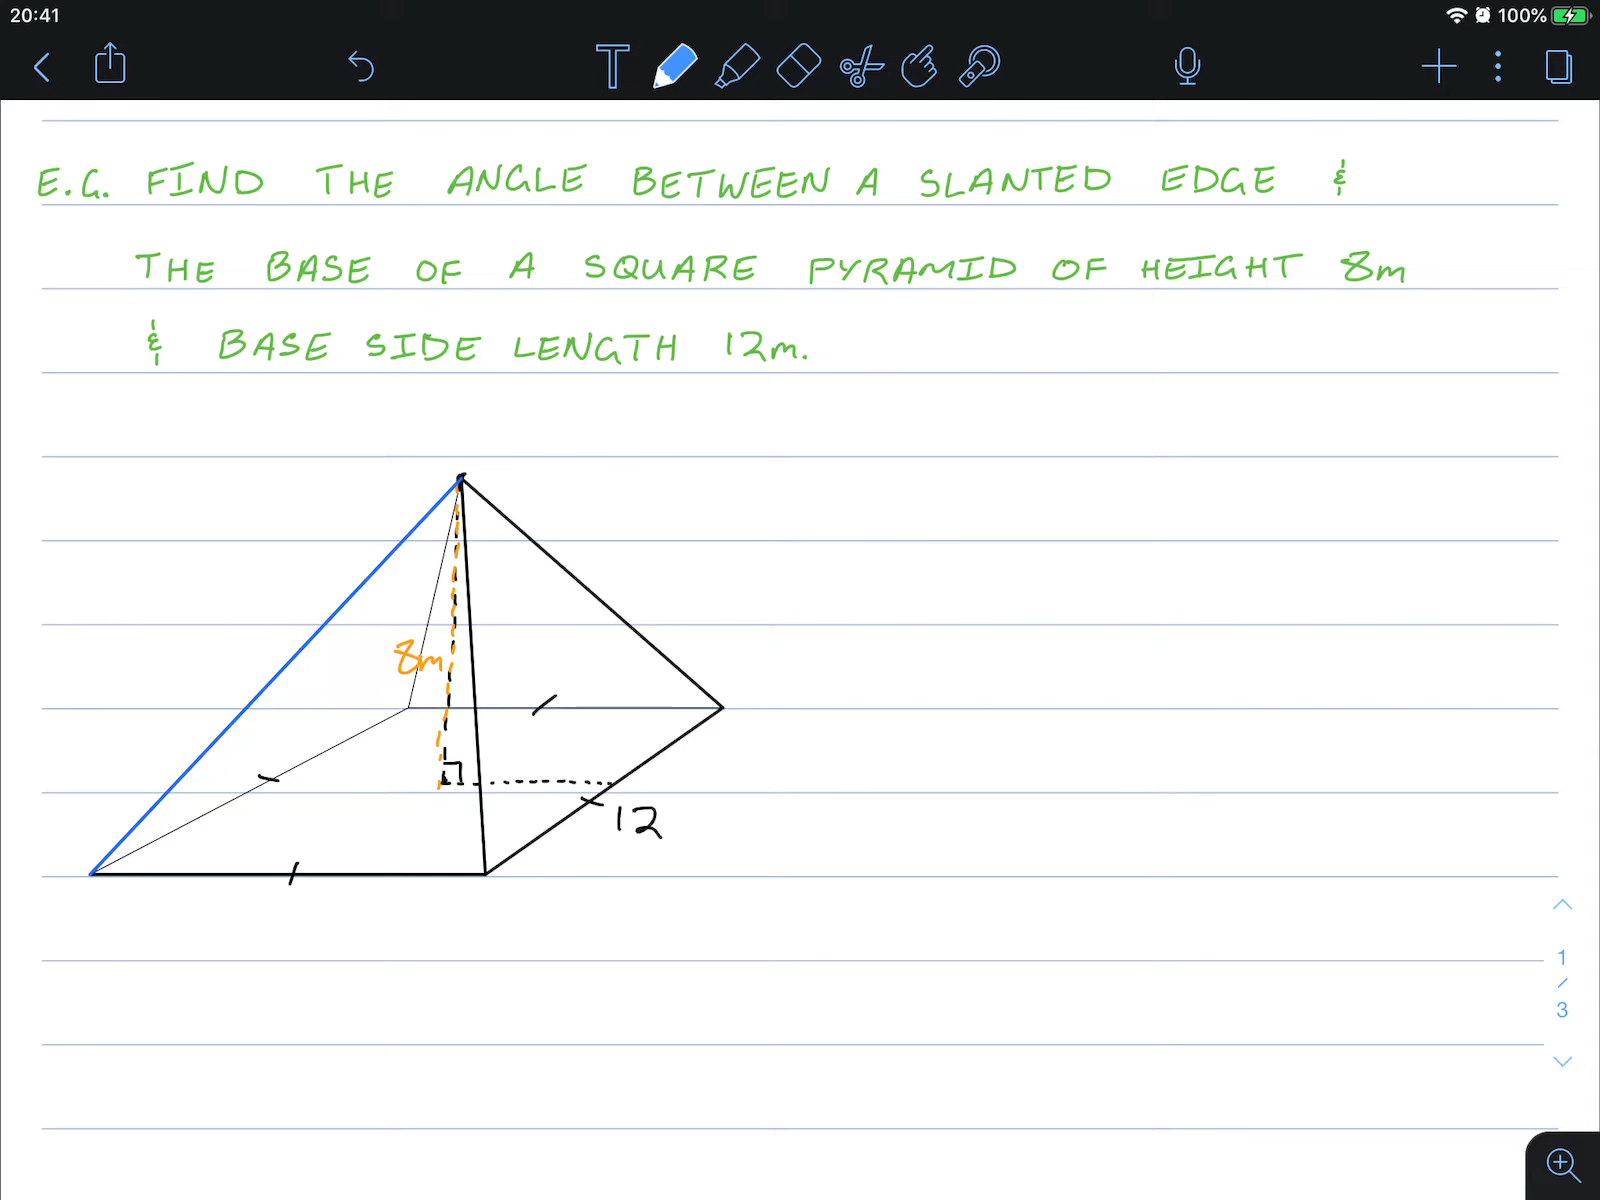 20:41
100%
T
E.G. FIND THE ANGLE BETWEEN A SLANTED EDGE &
THE BASE OF A SQUARE PYRAMID OF HEIGHT 8m
& BASE SIDE LENGTH 12m.
8m
12
1
/
3